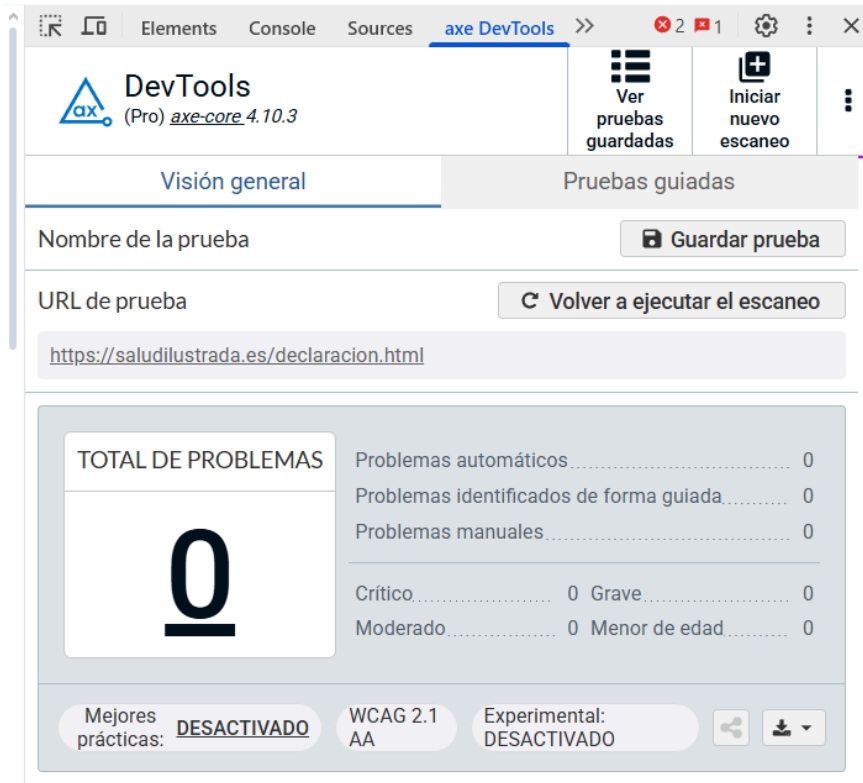 Elements Console Sources axe DevTools 2 1
ax DevTools
(Pro) axe-core 4.10.3
Ver pruebas guardadas
Iniciar nuevo escaneo
Visión general Pruebas guiadas
Nombre de la prueba Guardar prueba
URL de prueba Volver a ejecutar el escaneo
https://saludilustrada.es/declaracion.html
TOTAL DE PROBLEMAS
0
Problemas automáticos 0
Problemas identificados de forma guiada 0
Problemas manuales 0
Crítico 0 Grave 0
Moderado 0 Menor de edad 0
Mejores prácticas: DESACTIVADO
WCAG 2.1 AA
Experimental: DESACTIVADO